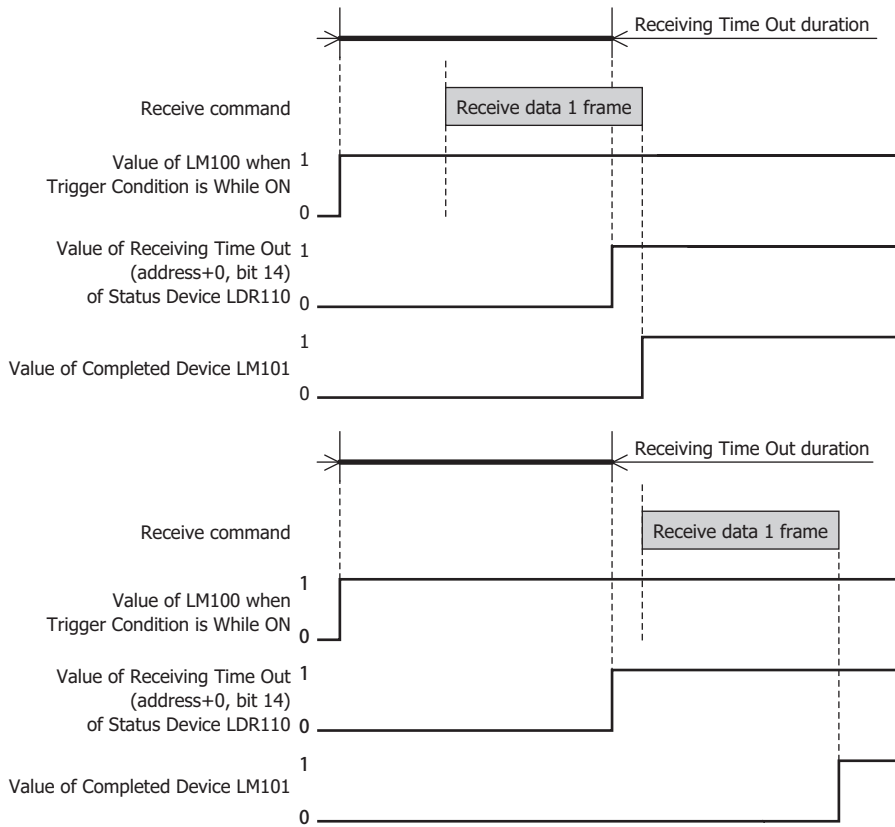 Receiving Time Out duration
Receive command
Receive data 1 frame
Value of LM100 when
Trigger Condition is While ON
1
0
Value of Receiving Time Out
(address+0, bit 14)
of Status Device LDR110
1
0
Value of Completed Device LM101
1
0
Receiving Time Out duration
Receive command
Receive data 1 frame
Value of LM100 when
Trigger Condition is While ON
1
0
Value of Receiving Time Out
(address+0, bit 14)
of Status Device LDR110
1
0
Value of Completed Device LM101
1
0